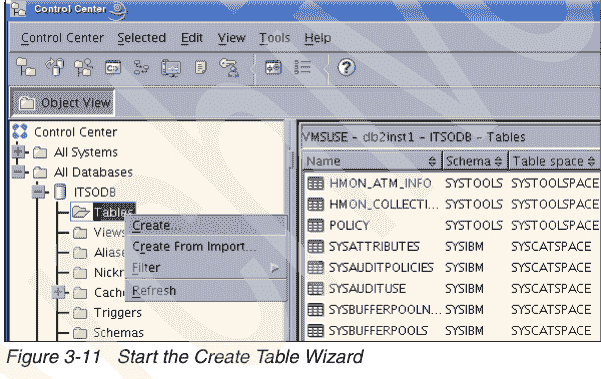 Control Center
Control Center Selected Edit View Tools Help
Object View
Control Center
All Systems
All Databases
ITSODB
Tables
Views
Aliase
Nickn
Cache
Triggers
Schemas
Create...
Create From Import...
Filter
Refresh
VMSUSE - db2inst1 - ITSODB - Tables
Name Schema Table space
HMON_ATM_INFO SYSTOOLS SYSTOOLSPACE
HMON_COLLECTI... SYSTOOLS SYSTOOLSPACE
POLICY SYSTOOLS SYSTOOLSPACE
SYSATTRIBUTES SYSIBM SYSCATSPACE
SYSAUDITPOLICIES SYSIBM SYSCATSPACE
SYSAUDITUSE SYSIBM SYSCATSPACE
SYSBUFFERPOOLN... SYSIBM SYSCATSPACE
SYSBUFFERPOOLS SYSIBM SYSCATSPACE
Figure 3-11 Start the Create Table Wizard